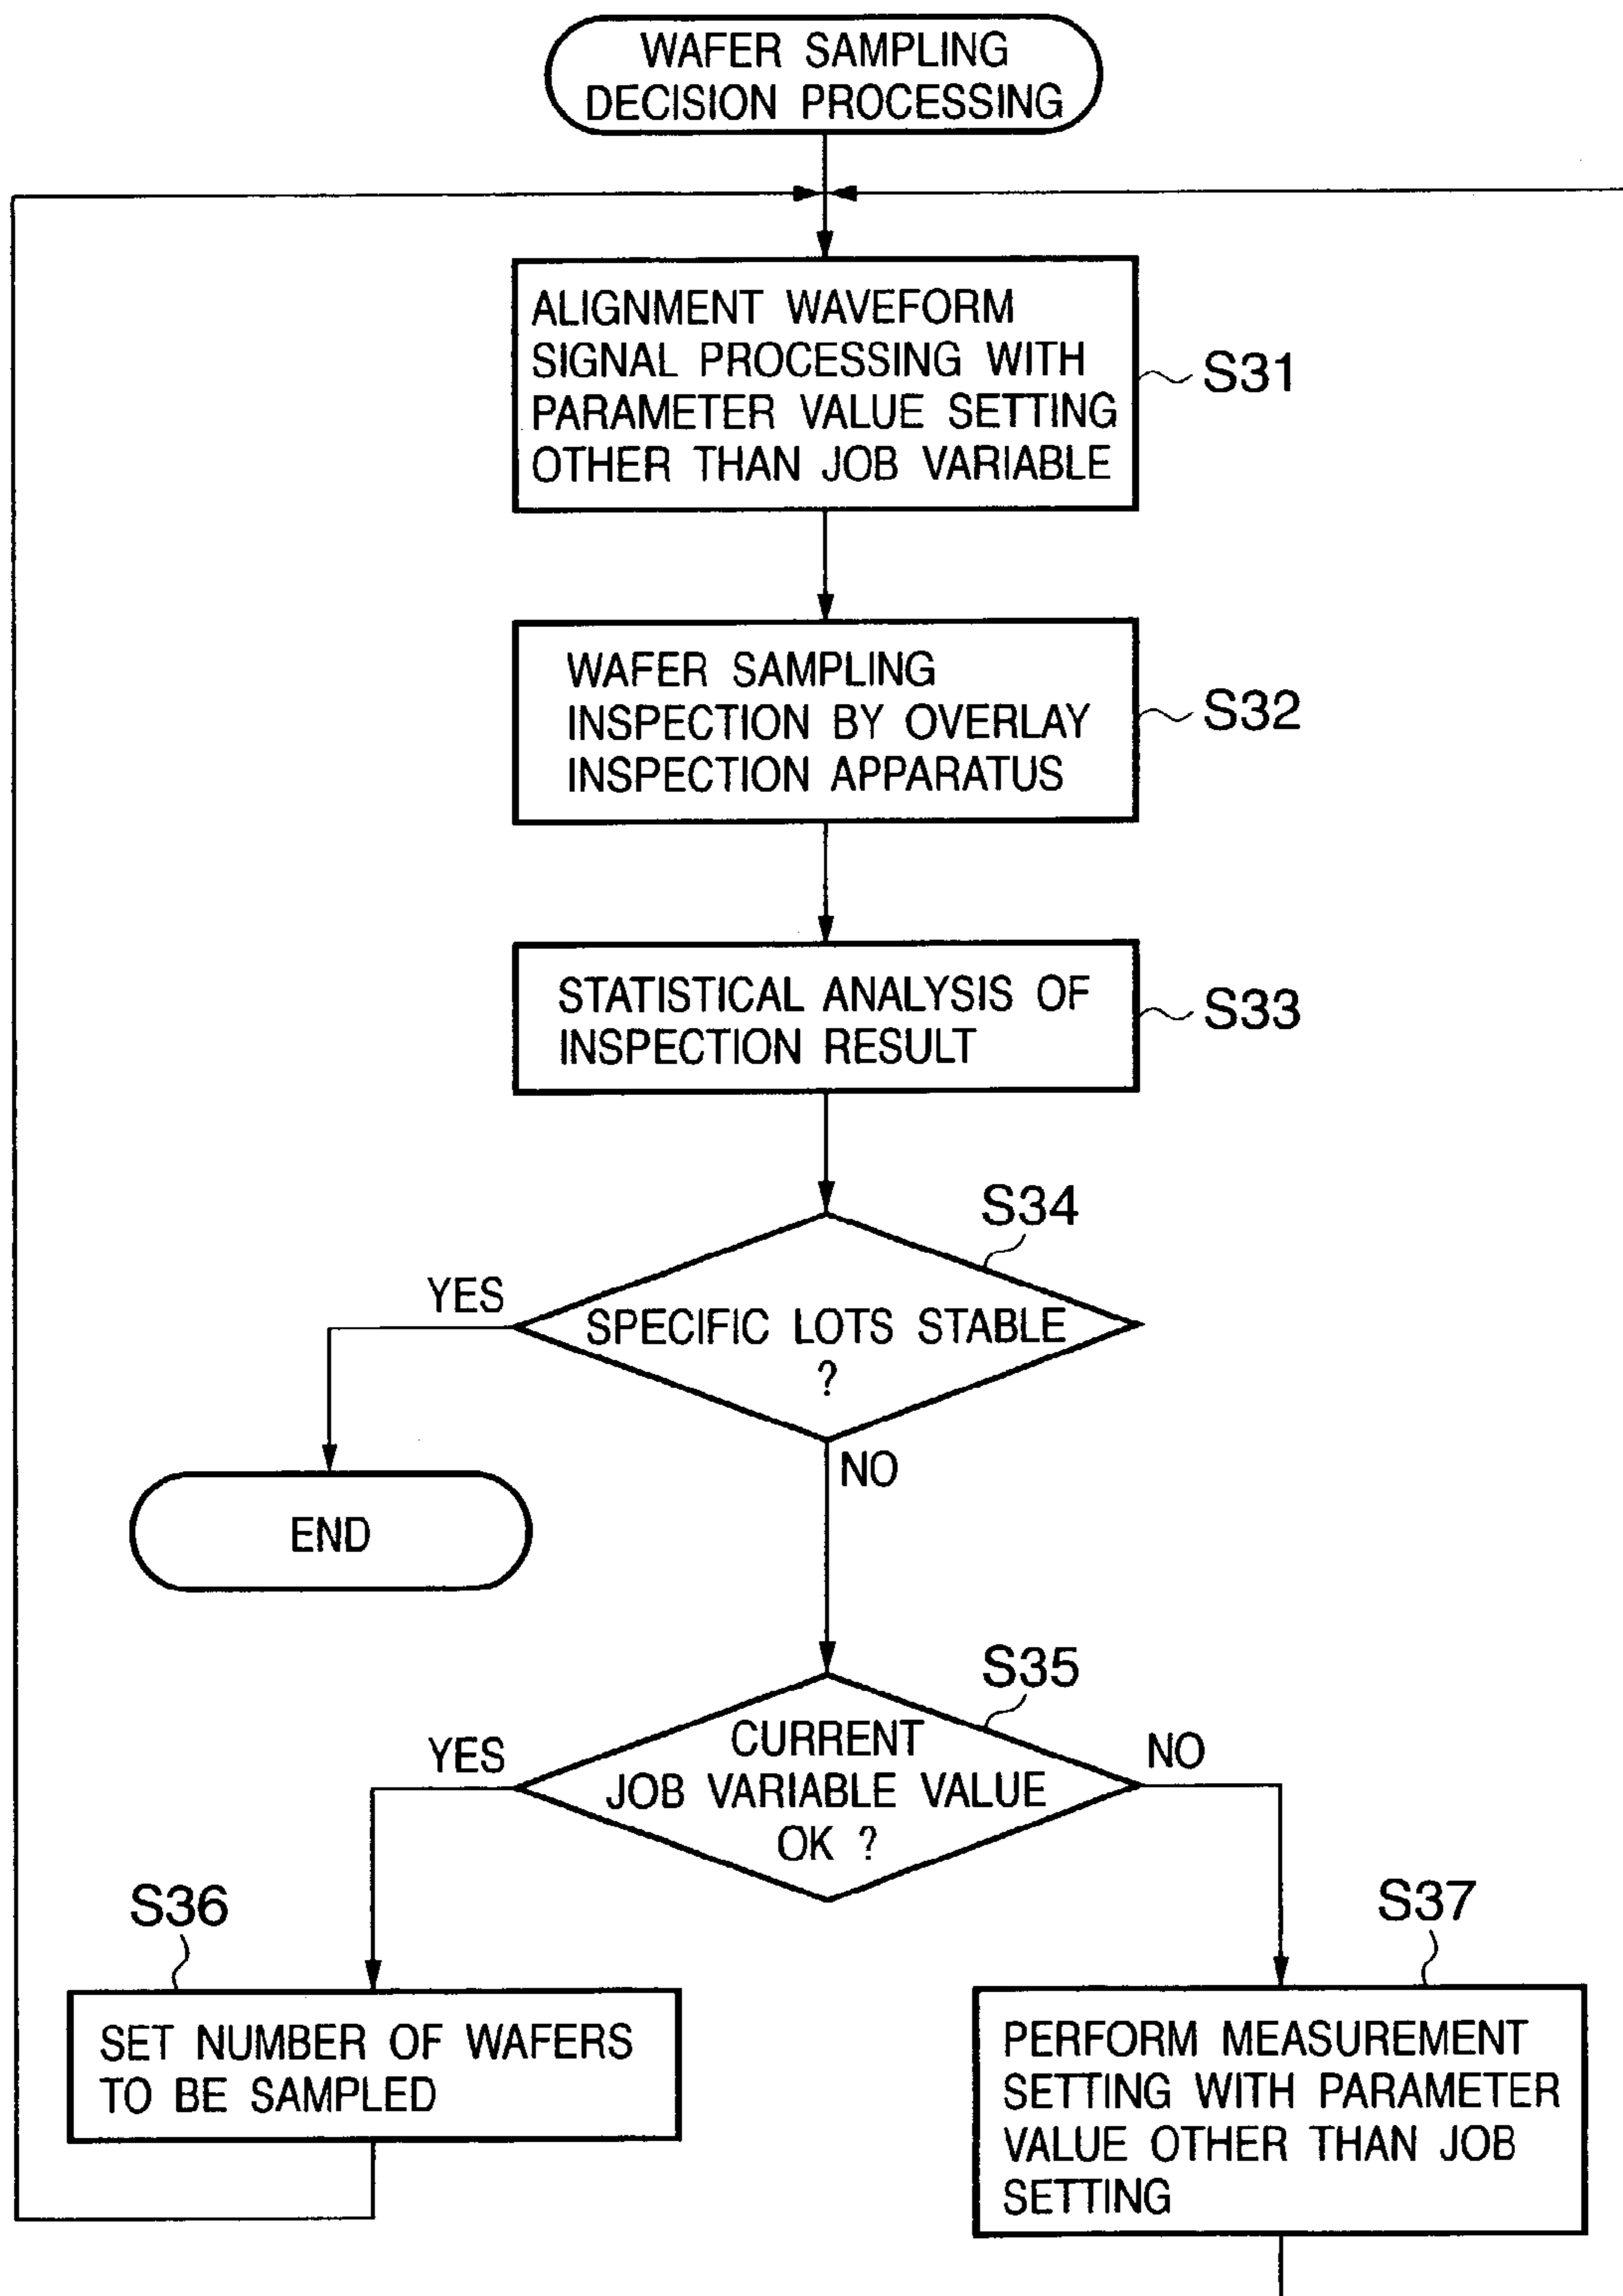 WAFER SAMPLING
DECISION PROCESSING
ALIGNMENT WAVEFORM
SIGNAL PROCESSING WITH
PARAMETER VALUE SETTING
OTHER THAN JOB VARIABLE
S31
WAFER SAMPLING
INSPECTION BY OVERLAY
INSPECTION APPARATUS
S32
STATISTICAL ANALYSIS OF
INSPECTION RESULT
S33
S34
YES
SPECIFIC LOTS STABLE
?
NO
END
S35
YES
CURRENT
JOB VARIABLE VALUE
OK ?
NO
S36
SET NUMBER OF WAFERS
TO BE SAMPLED
S37
PERFORM MEASUREMENT
SETTING WITH PARAMETER
VALUE OTHER THAN JOB
SETTING